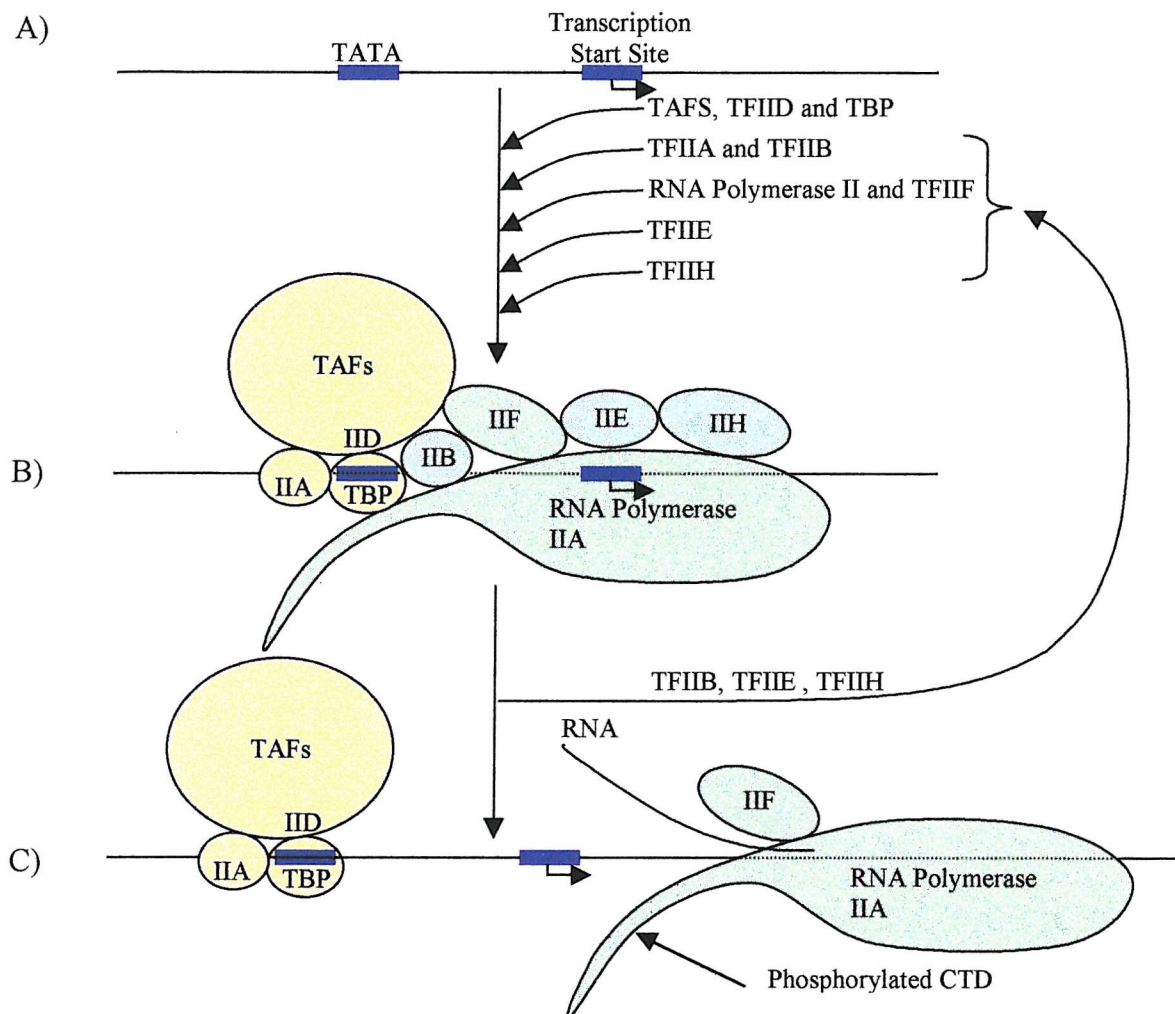 A)
Transcription
TATA
Start Site
TAFS, TFIID and TBP
TFIIA and TFIIB
RNA Polymerase II and TFIIF
TFIIE
TFIIH
TAFs
IIF
IIE
IIH
IID
IIB
B)
IIA
TBP
RNA Polymerase
IIA
TFIIB, TFIIE , TFIIH
RNA
TAFs
IIF
IID
C)
IIA
TBP
RNA Polymerase
IIA
Phosphorylated CTD